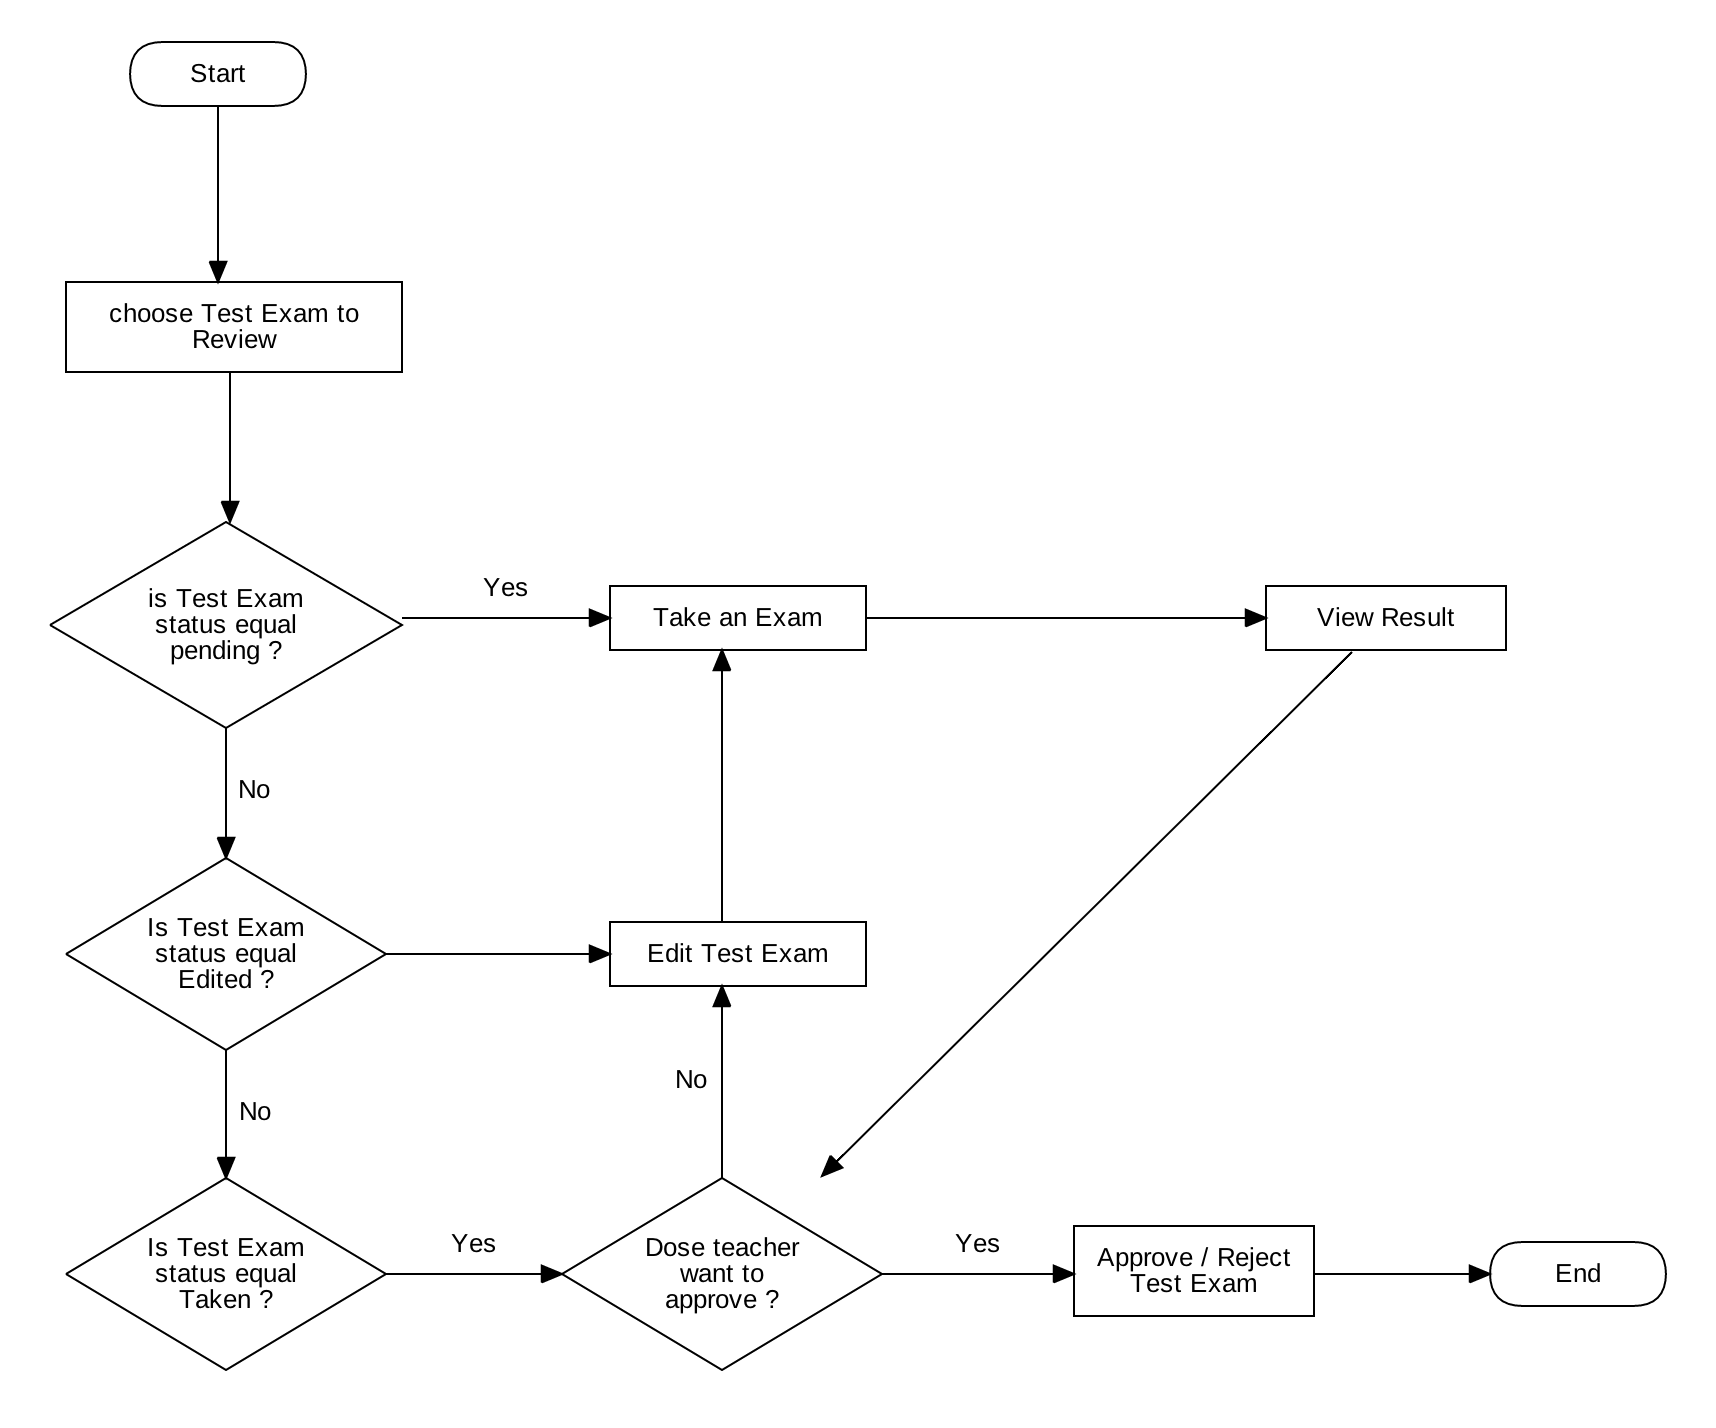 Start
choose Test Exam to
Review
is Test Exam
status equal
pending ?
Yes
Take an Exam
View Result
No
Is Test Exam
status equal
Edited ?
Edit Test Exam
No
No
Is Test Exam
status equal
Taken ?
Yes
Dose teacher
want to
approve ?
Yes
Approve / Reject
Test Exam
End